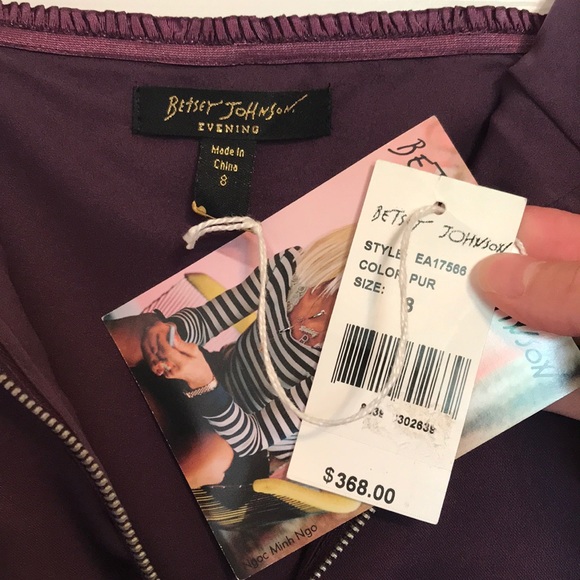 BETSEY JOHNSON
EVENING
Made in
China
8
BETSEY JOHNSON
STYLE: EA17566
COLOR: PUR
SIZE: 8
$368.00
Ngoc Minh Ngo